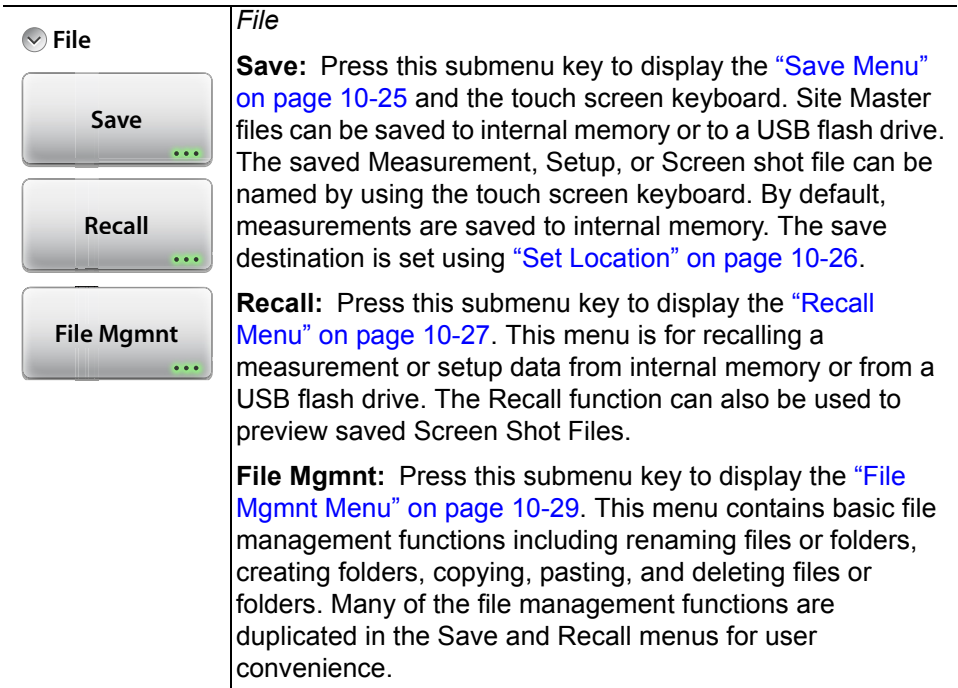 File
Save
Recall
File Mgmnt
File
Save: Press this submenu key to display the “Save Menu”
on page 10-25 and the touch screen keyboard. Site Master
files can be saved to internal memory or to a USB flash drive.
The saved Measurement, Setup, or Screen shot file can be
named by using the touch screen keyboard. By default,
measurements are saved to internal memory. The save
destination is set using “Set Location” on page 10-26.
Recall: Press this submenu key to display the “Recall
Menu” on page 10-27. This menu is for recalling a
measurement or setup data from internal memory or from a
USB flash drive. The Recall function can also be used to
preview saved Screen Shot Files.
File Mgmnt: Press this submenu key to display the “File
Mgmnt Menu” on page 10-29. This menu contains basic file
management functions including renaming files or folders,
creating folders, copying, pasting, and deleting files or
folders. Many of the file management functions are
duplicated in the Save and Recall menus for user
convenience.